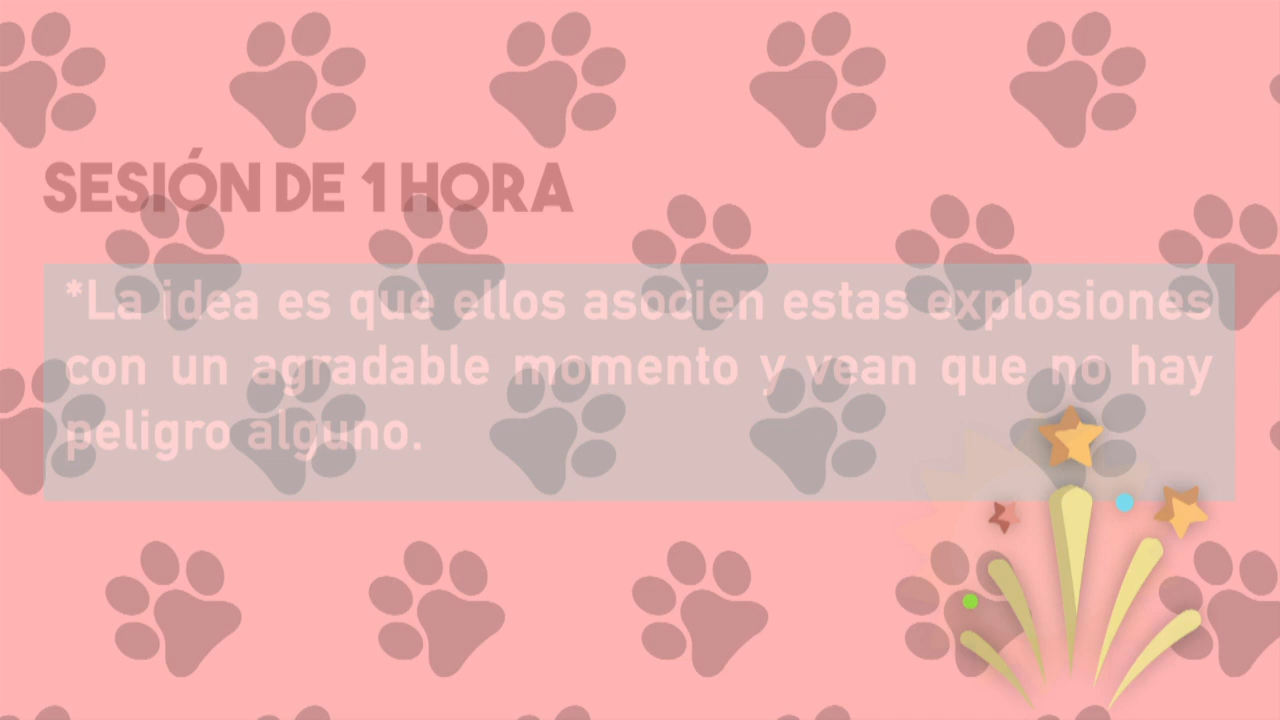 SESIÓN DE 1 HORA
*La idea es que ellos asocien estas explosiones
con un agradable momento y vean que no hay
peligro alguno.